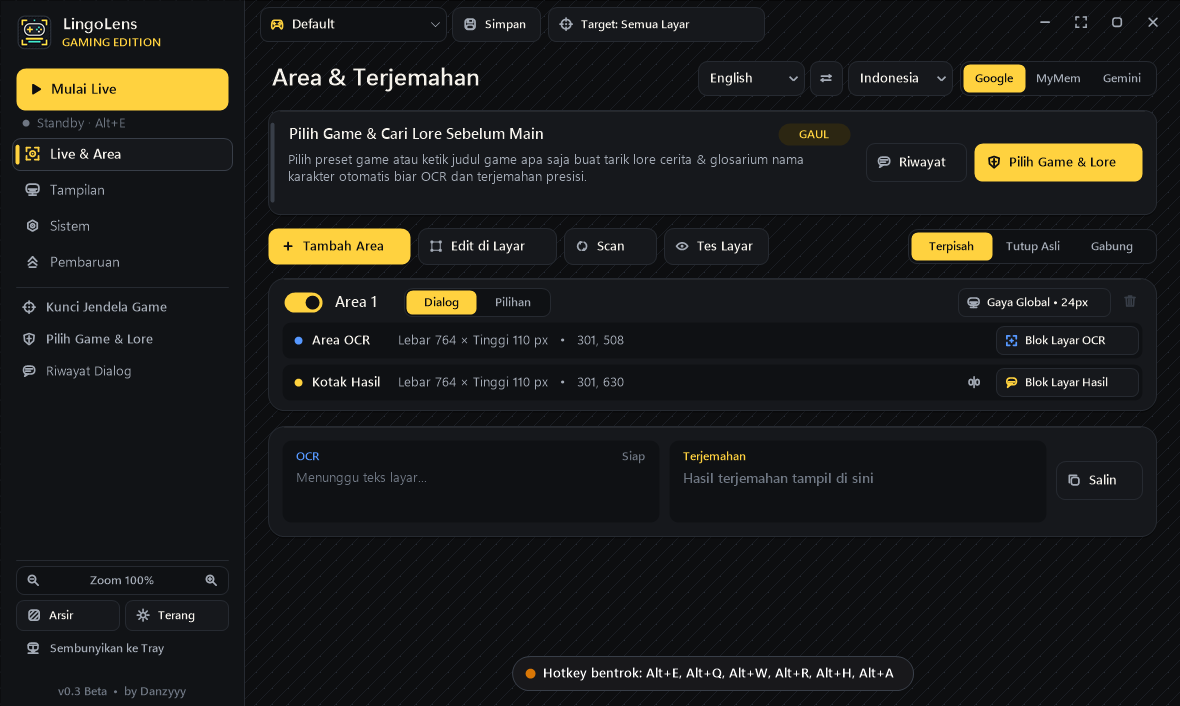 LingoLens
GAMING EDITION
Mulai Live
Standby · Alt+E
Live & Area
Tampilan
Sistem
Pembaruan
Kunci Jendela Game
Pilih Game & Lore
Riwayat Dialog
Zoom 100%
Arsir
Terang
Sembunyikan ke Tray
v0.3 Beta • by Danzyyy
Default
Simpan
Target: Semua Layar
Area & Terjemahan
English
Indonesia
Google
MyMem
Gemini
Pilih Game & Cari Lore Sebelum Main
GAUL
Pilih preset game atau ketik judul game apa saja buat tarik lore cerita & glosarium nama
karakter otomatis biar OCR dan terjemahan presisi.
Riwayat
Pilih Game & Lore
+ Tambah Area
Edit di Layar
Scan
Tes Layar
Terpisah
Tutup Asli
Gabung
Area 1
Dialog
Pilihan
Gaya Global • 24px
Area OCR
Lebar 764 × Tinggi 110 px • 301, 508
Blok Layar OCR
Kotak Hasil
Lebar 764 × Tinggi 110 px • 301, 630
Blok Layar Hasil
OCR
Siap
Menunggu teks layar...
Terjemahan
Hasil terjemahan tampil di sini
Salin
Hotkey bentrok: Alt+E, Alt+Q, Alt+W, Alt+R, Alt+H, Alt+A